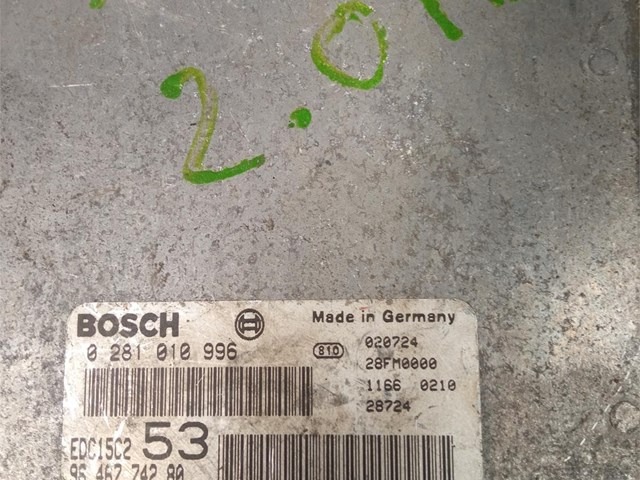 2.0
BOSCH
Made in Germany
0 281 010 996
810
020724
28FM0000
1166 0210
28724
EDC15C2 53
96 467 742 80